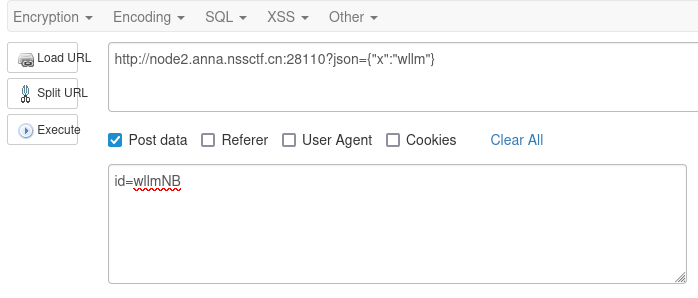 Encryption Encoding SQL XSS Other
Load URL
http://node2.anna.nssctf.cn:28110?json={"x":"wllm"}
Split URL
Execute
Post data Referer User Agent Cookies Clear All
id=wllmNB